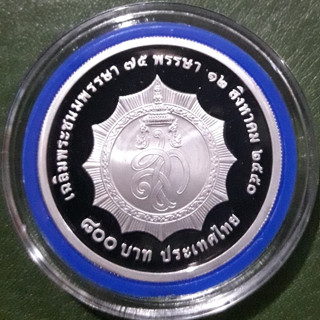 เฉลิมพระชนมพรรษา ๗๕ พรรษา ๑๒ สิงหาคม ๒๕๕๐
๘๐๐ บาท ประเทศไทย